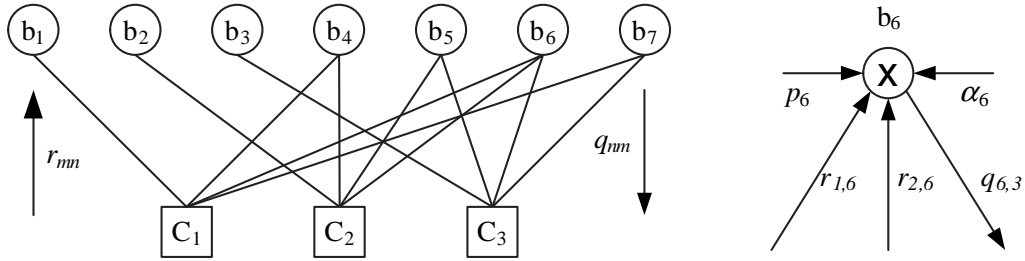 b₁ b₂ b₃ b₄ b₅ b₆ b₇
rₘₙ
qₙₘ
C₁ C₂ C₃
b₆
X
p₆
α₆
r₁,₆
r₂,₆
q₆,₃